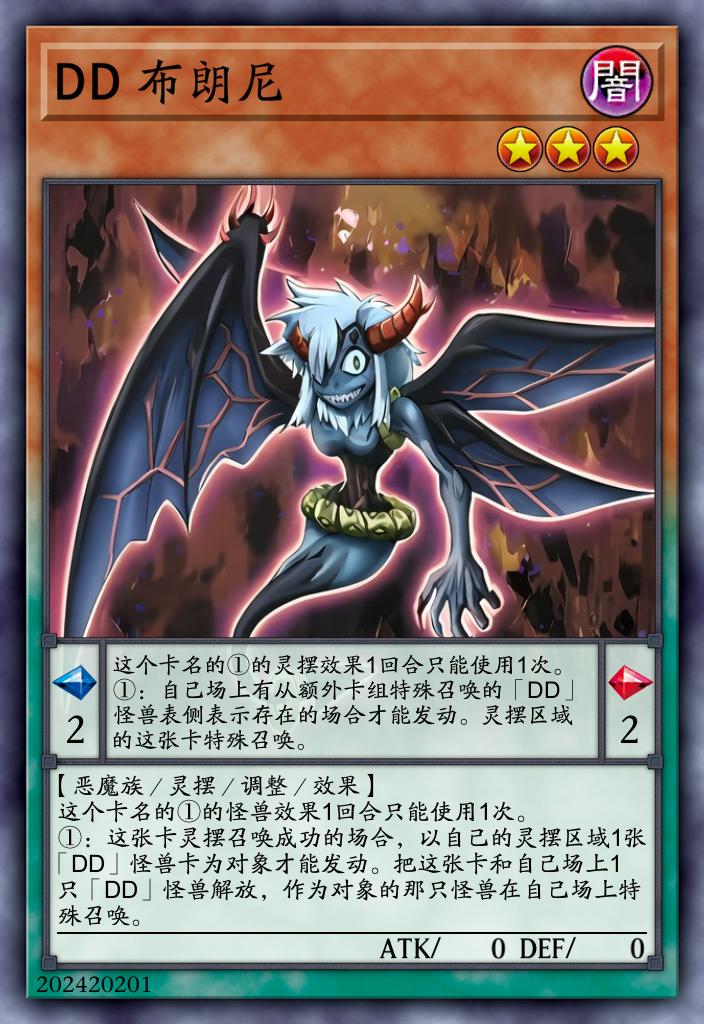 DD 布朗尼
闇
这个卡名的①的灵摆效果1回合只能使用1次。
①：自己场上有从额外卡组特殊召唤的「DD」
怪兽表侧表示存在的场合才能发动。灵摆区域
的这张卡特殊召唤。
2
2
【恶魔族／灵摆／调整／效果】
这个卡名的①的怪兽效果1回合只能使用1次。
①：这张卡灵摆召唤成功的场合，以自己的灵摆区域1张
「DD」怪兽卡为对象才能发动。把这张卡和自己场上1
只「DD」怪兽解放，作为对象的那只怪兽在自己场上特
殊召唤。
ATK/ 0 DEF/ 0
202420201